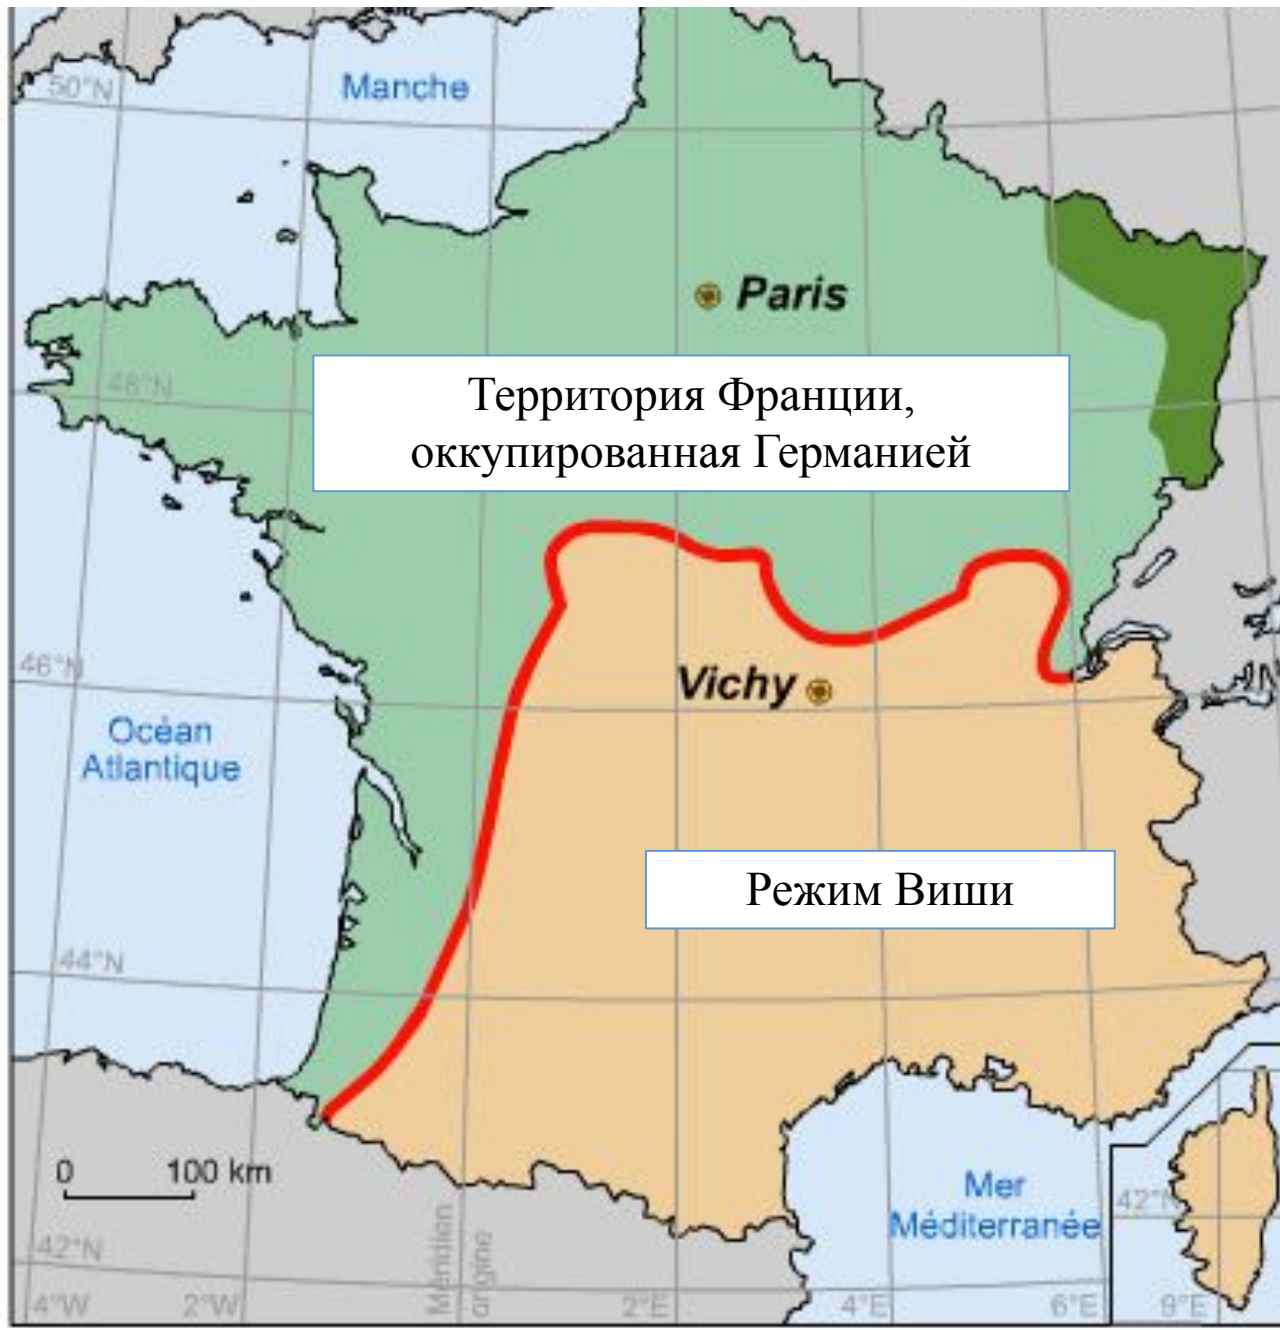 50°N
Manche
Paris
48°N
Территория Франции,
оккупированная Германией
46°N
Vichy
Océan
Atlantique
Режим Виши
44°N
0 100 km
Mer
Méditerranée
42°N
42°N
Méridien
origine
4°W 2°W 2°E 4°E 6°E 9°E